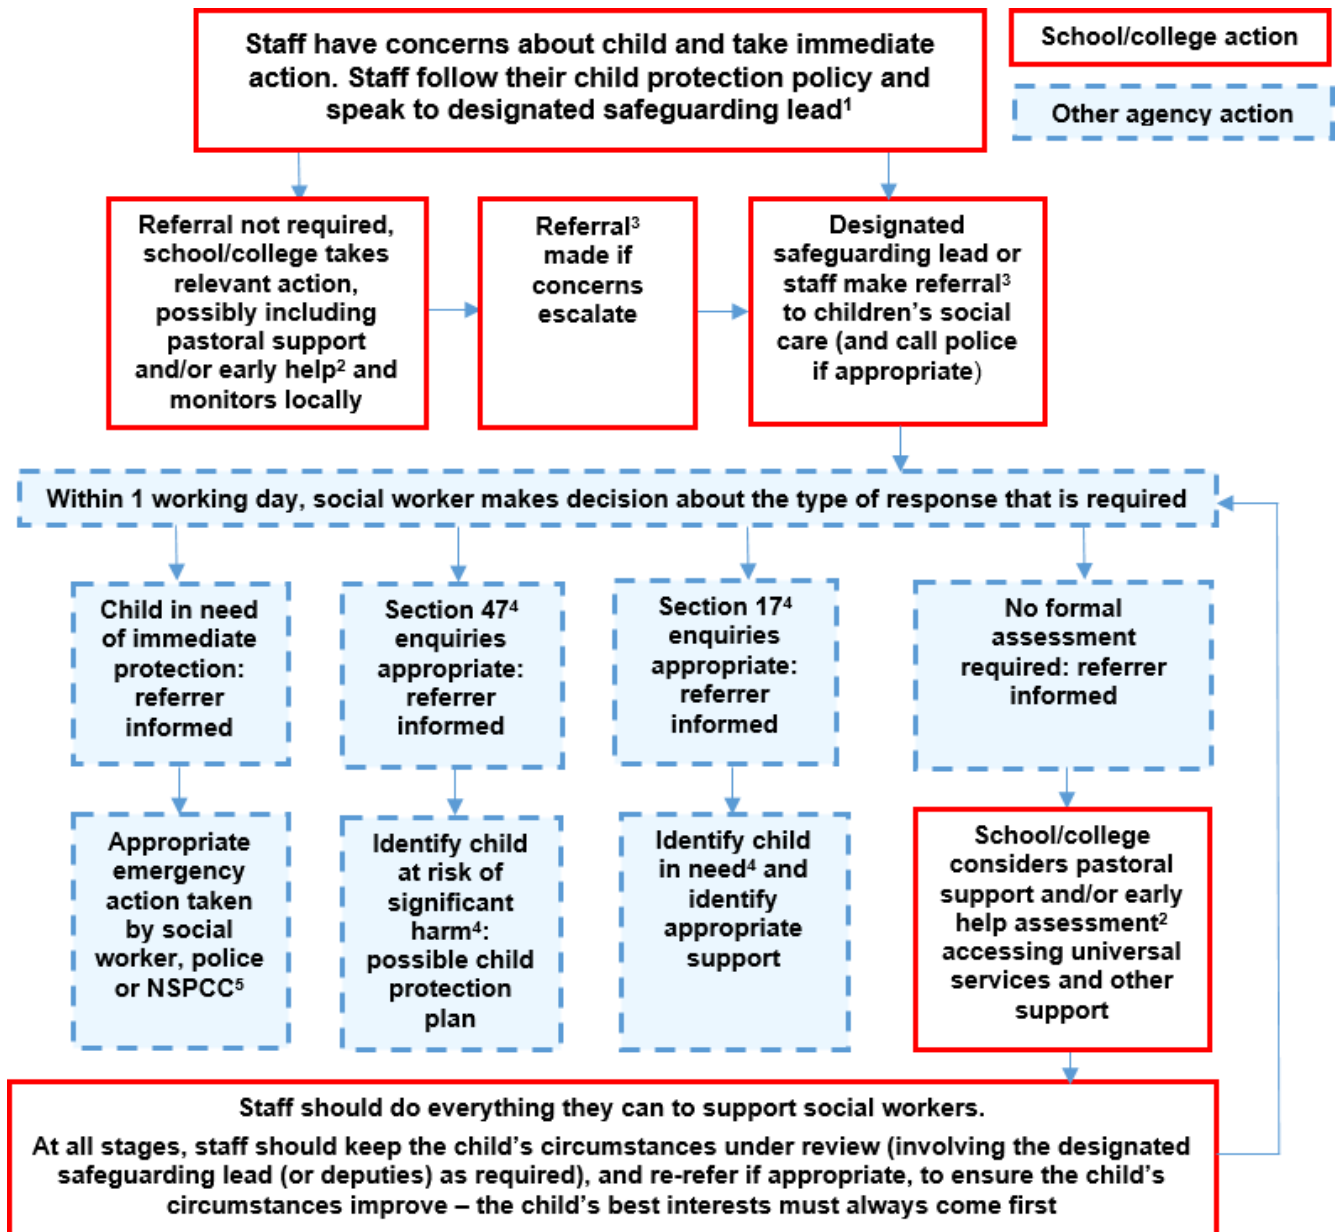 Staff have concerns about child and take immediate
action. Staff follow their child protection policy and
speak to designated safeguarding lead¹
School/college action
Other agency action
Referral not required,
school/college takes
relevant action,
possibly including
pastoral support
and/or early help² and
monitors locally
Referral³
made if
concerns
escalate
Designated
safeguarding lead or
staff make referral³
to children’s social
care (and call police
if appropriate)
Within 1 working day, social worker makes decision about the type of response that is required
Child in need
of immediate
protection:
referrer
informed
Section 47⁴
enquiries
appropriate:
referrer
informed
Section 17⁴
enquiries
appropriate:
referrer
informed
No formal
assessment
required: referrer
informed
Appropriate
emergency
action taken
by social
worker, police
or NSPCC⁵
Identify child
at risk of
significant
harm⁴:
possible child
protection
plan
Identify child
in need⁴ and
identify
appropriate
support
School/college
considers pastoral
support and/or early
help assessment²
accessing universal
services and other
support
Staff should do everything they can to support social workers.
At all stages, staff should keep the child’s circumstances under review (involving the designated
safeguarding lead (or deputies) as required), and re-refer if appropriate, to ensure the child’s
circumstances improve – the child’s best interests must always come first